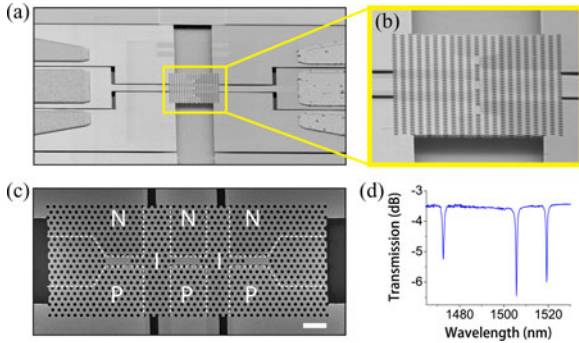 (a)
(b)
(c)
N N N
I I
P P P
(d)
-3
-4
-5
-6
Transmission (dB)
1480 1500 1520
Wavelength (nm)